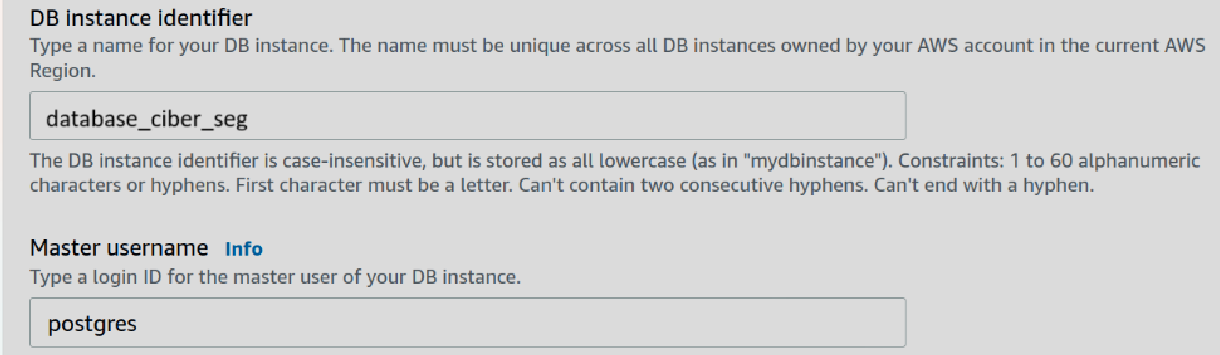 DB instance identifier
Type a name for your DB instance. The name must be unique across all DB instances owned by your AWS account in the current AWS
Region.
database_ciber_seg
The DB instance identifier is case-insensitive, but is stored as all lowercase (as in "mydbinstance"). Constraints: 1 to 60 alphanumeric
characters or hyphens. First character must be a letter. Can't contain two consecutive hyphens. Can't end with a hyphen.
Master username Info
Type a login ID for the master user of your DB instance.
postgres